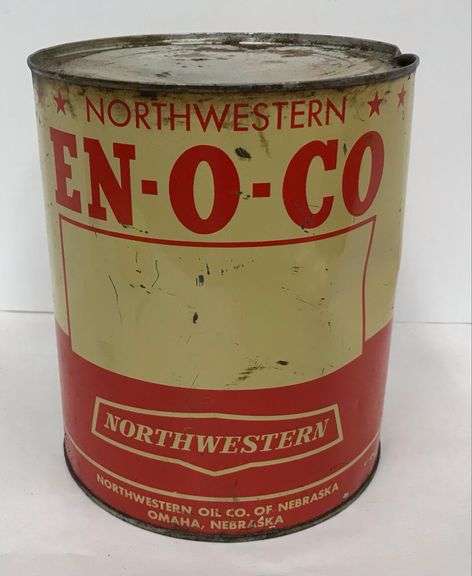 NORTHWESTERN
EN-O-CO
NORTHWESTERN
NORTHWESTERN OIL CO. OF NEBRASKA
OMAHA, NEBRASKA